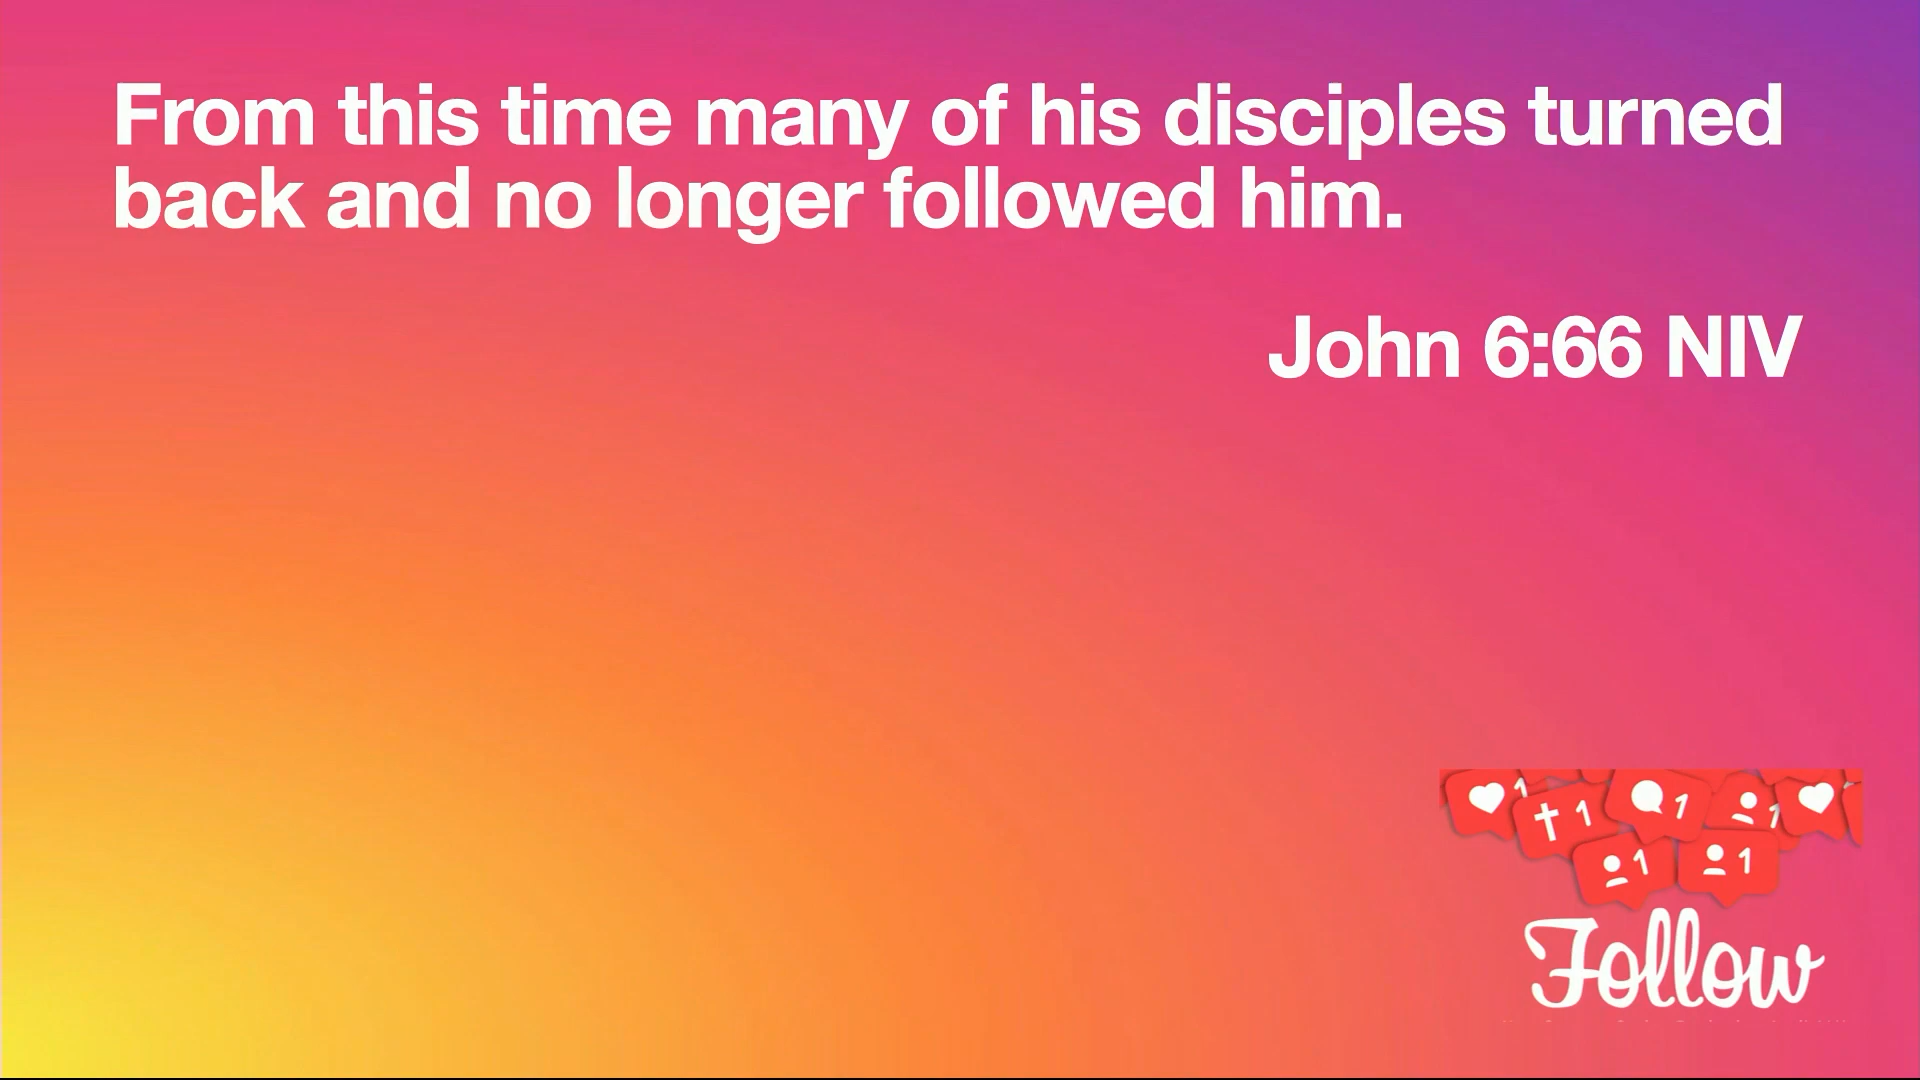 From this time many of his disciples turned
back and no longer followed him.
John 6:66 NIV
1
1
1
1
1
1
Follow